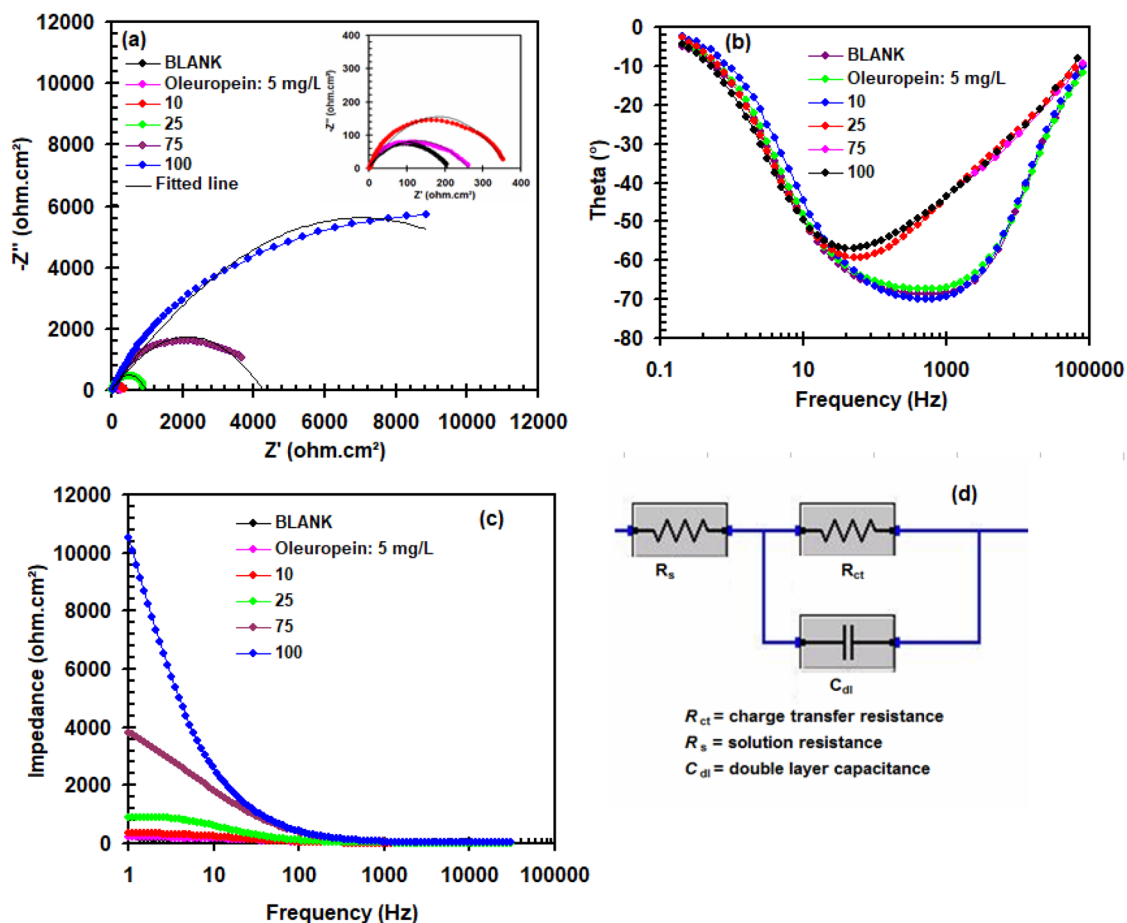 (a)
12000
10000
8000
6000
4000
2000
0
-Z" (ohm.cm²)
BLANK
Oleuropein: 5 mg/L
10
25
75
100
Fitted line
0 2000 4000 6000 8000 10000 12000
Z' (ohm.cm²)
400
300
200
100
0
-Z" (ohm.cm²)
0 100 200 300 400
Z' (ohm.cm²)
(b)
0
-10
-20
-30
-40
-50
-60
-70
-80
Theta (°)
BLANK
Oleuropein: 5 mg/L
10
25
75
100
0.1 10 1000 100000
Frequency (Hz)
(c)
12000
10000
8000
6000
4000
2000
0
Impedance (ohm.cm²)
BLANK
Oleuropein: 5 mg/L
10
25
75
100
1 10 100 1000 10000 100000
Frequency (Hz)
(d)
Rs
Rct
Cdl
Rct = charge transfer resistance
Rs = solution resistance
Cdl = double layer capacitance